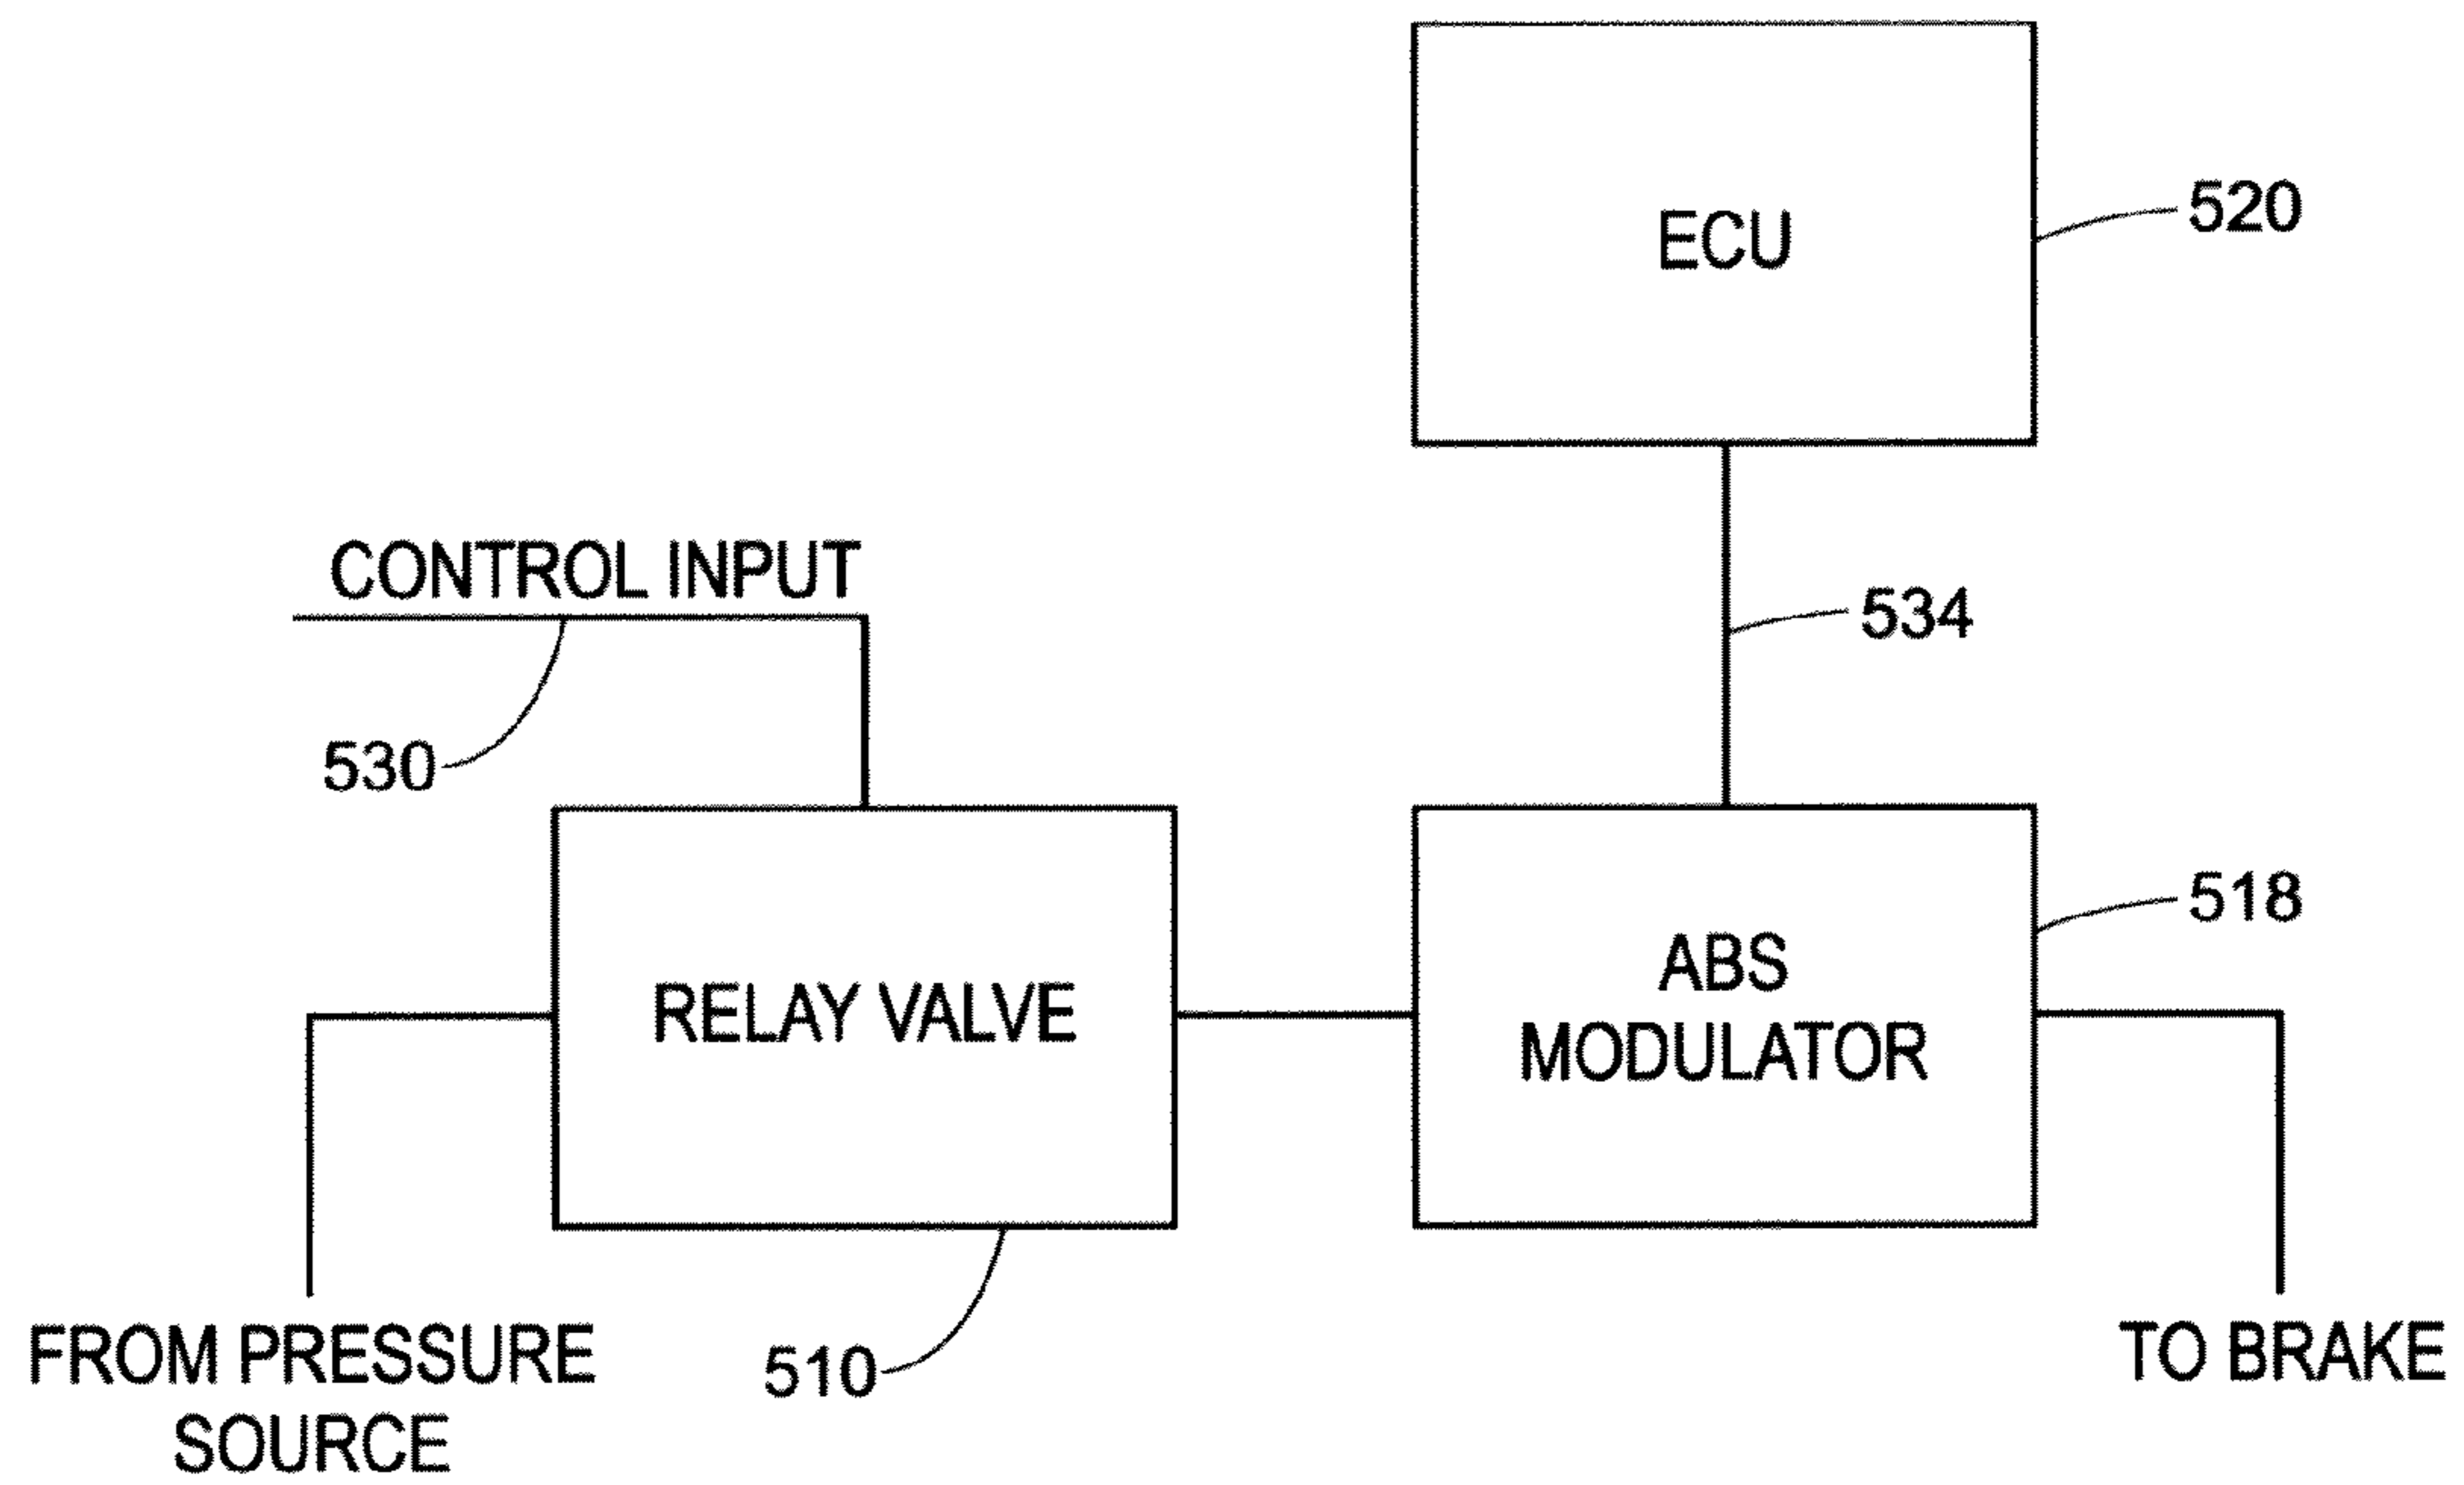 ECU
520
CONTROL INPUT
534
530
518
ABS
MODULATOR
RELAY VALVE
FROM PRESSURE
SOURCE
510
TO BRAKE